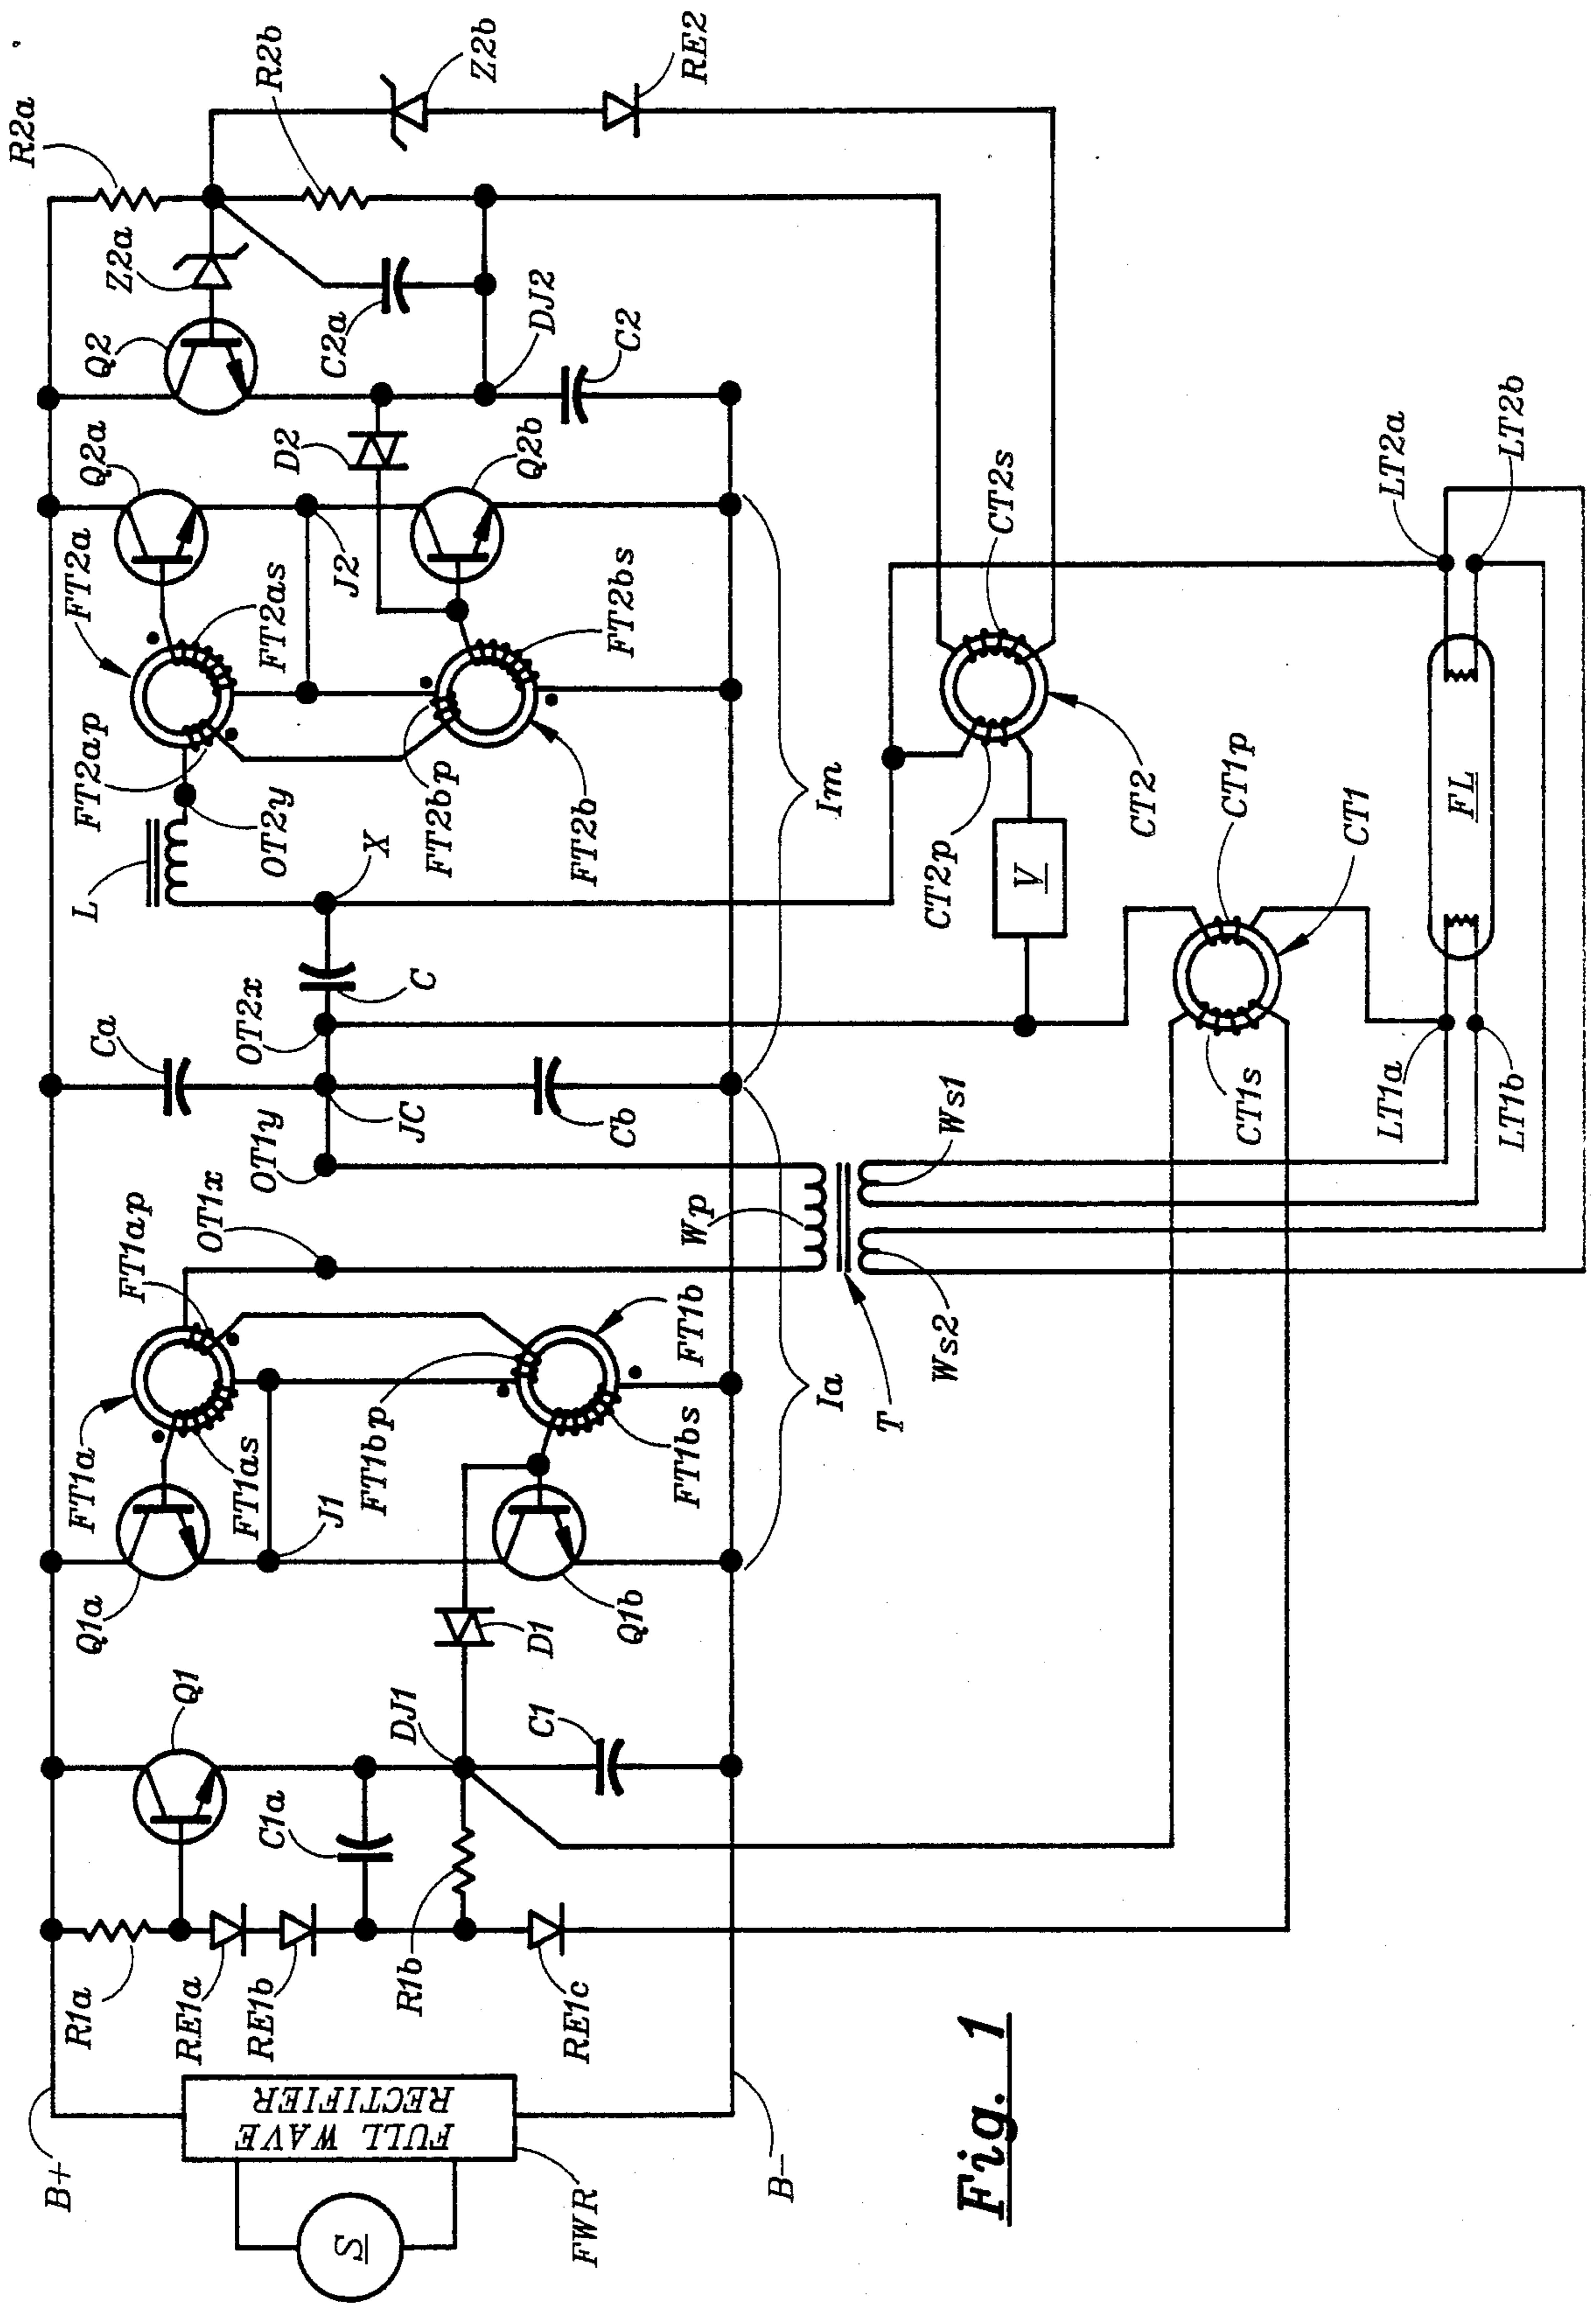 B+
B-
S
FWR
FULL WAVE
RECTIFIER
R1a
RE1a
RE1b
R1b
RE1c
Q1
C1a
DJ1
C1
D1
Q1a
Q1b
J1
FT1a
FT1as
FT1ap
FT1bp
FT1bs
FT1b
Ia
OT1x
OT1y
Wp
T
Ws1
Ws2
Ca
Cb
JC
OT2x
C
X
L
OT2y
FT2ap
FT2a
FT2as
FT2bp
FT2b
FT2bs
Im
J2
Q2a
Q2b
D2
Q2
Z2a
C2a
DJ2
C2
R2a
R2b
Z2b
RE2
CT2s
CT2p
CT2
V
CT1p
CT1
CT1s
FL
LT1a
LT1b
LT2a
LT2b
Fig. 1